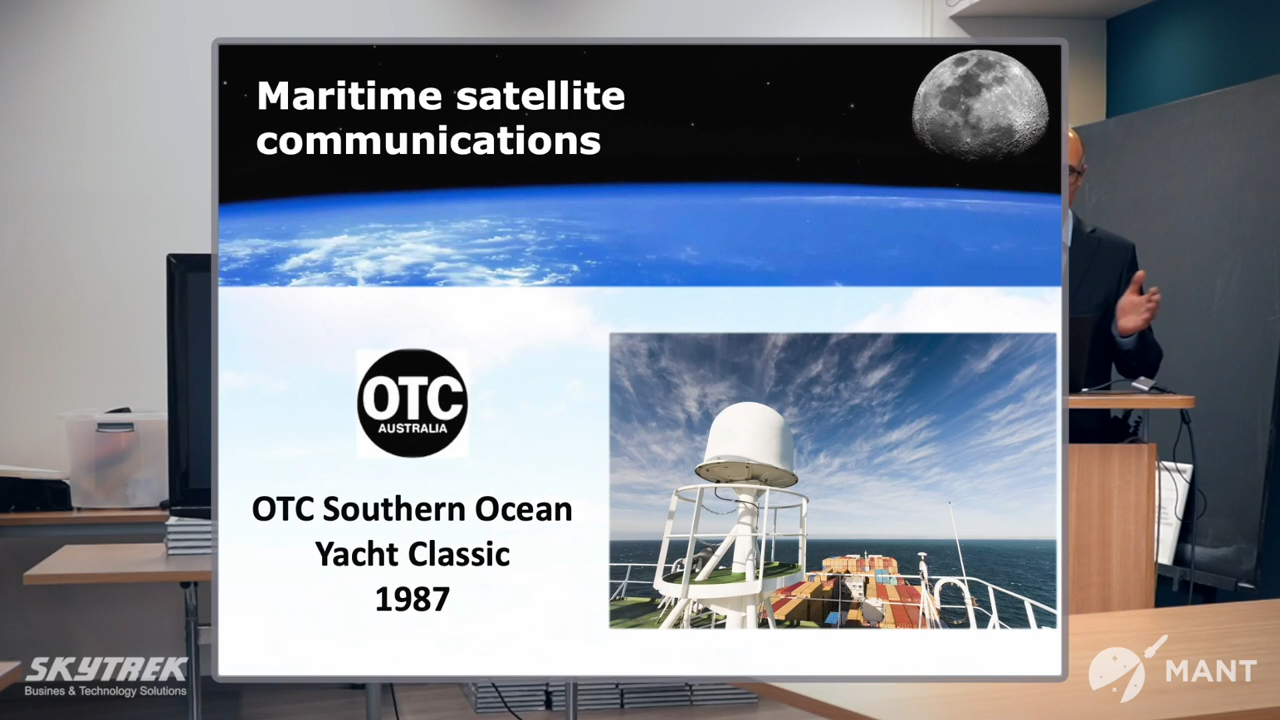 Maritime satellite
communications
OTC
AUSTRALIA
OTC Southern Ocean
Yacht Classic
1987
SKYTREK
Busines & Technology Solutions
MANT